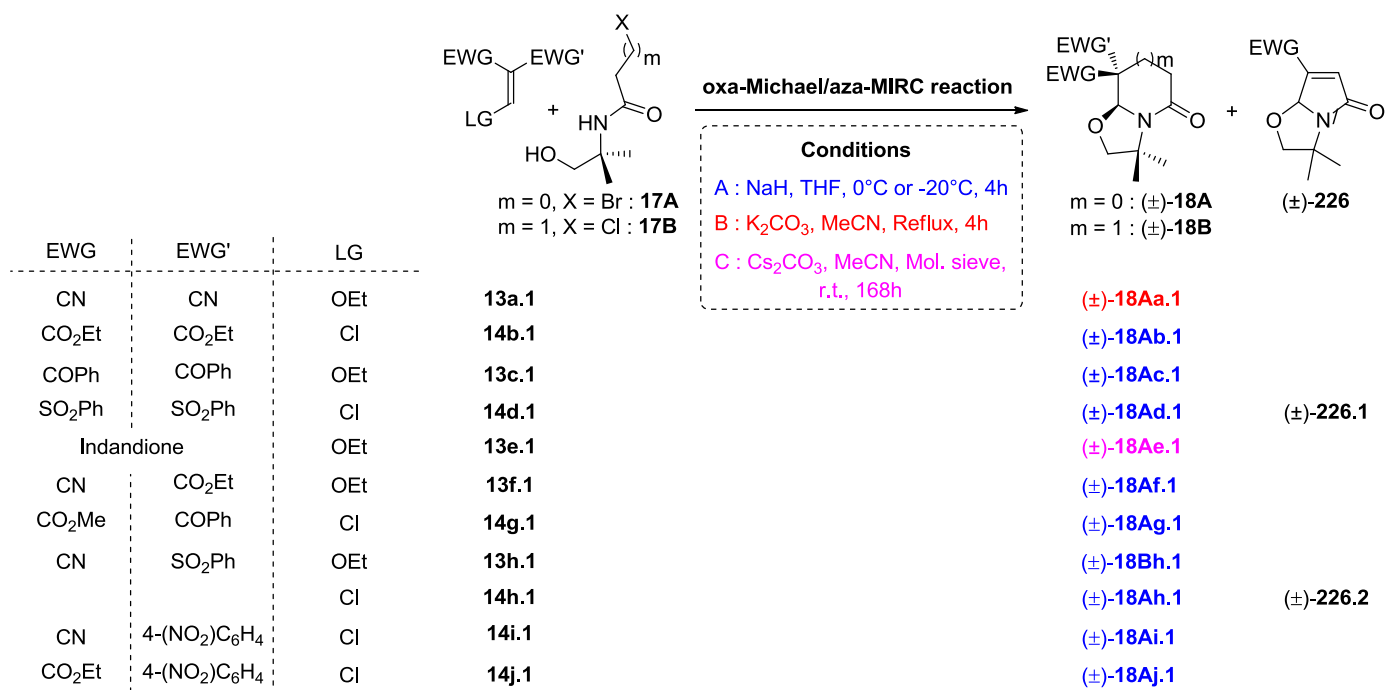 X
EWG EWG'
( )m
LG
+
HN O
HO
m = 0, X = Br : 17A
m = 1, X = Cl : 17B
oxa-Michael/aza-MIRC reaction
Conditions
A : NaH, THF, 0°C or -20°C, 4h
B : K₂CO₃, MeCN, Reflux, 4h
C : Cs₂CO₃, MeCN, Mol. sieve,
r.t., 168h
EWG'
EWG ( )m
O N O
m = 0 : (±)-18A
m = 1 : (±)-18B
+
EWG
O N O
(±)-226
EWG EWG' LG
CN CN OEt 13a.1 (±)-18Aa.1
CO₂Et CO₂Et Cl 14b.1 (±)-18Ab.1
COPh COPh OEt 13c.1 (±)-18Ac.1
SO₂Ph SO₂Ph Cl 14d.1 (±)-18Ad.1 (±)-226.1
Indandione OEt 13e.1 (±)-18Ae.1
CN CO₂Et OEt 13f.1 (±)-18Af.1
CO₂Me COPh Cl 14g.1 (±)-18Ag.1
CN SO₂Ph OEt 13h.1 (±)-18Bh.1
Cl 14h.1 (±)-18Ah.1 (±)-226.2
CN 4-(NO₂)C₆H₄ Cl 14i.1 (±)-18Ai.1
CO₂Et 4-(NO₂)C₆H₄ Cl 14j.1 (±)-18Aj.1